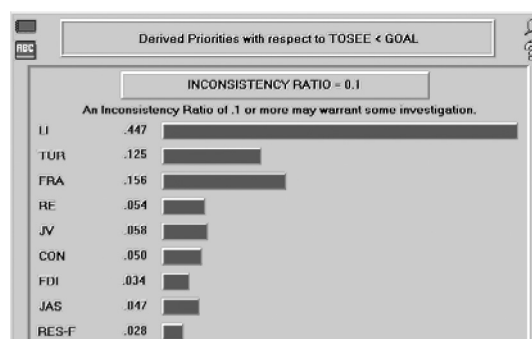 ABC
Derived Priorities with respect to TOSEE < GOAL
INCONSISTENCY RATIO = 0.1
An Inconsistency Ratio of .1 or more may warrant some investigation.
LI .447
TUR .125
FRA .156
RE .054
JV .058
CON .050
FDI .034
JAS .047
RES-F .028